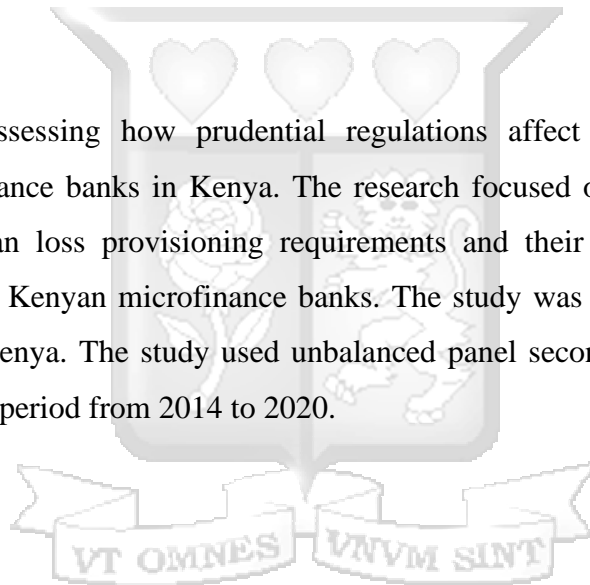 ssessing how prudential regulations affect
ance banks in Kenya. The research focused o
an loss provisioning requirements and their
Kenyan microfinance banks. The study was
enya. The study used unbalanced panel secon
period from 2014 to 2020.
VT OMNES VNVM SINT